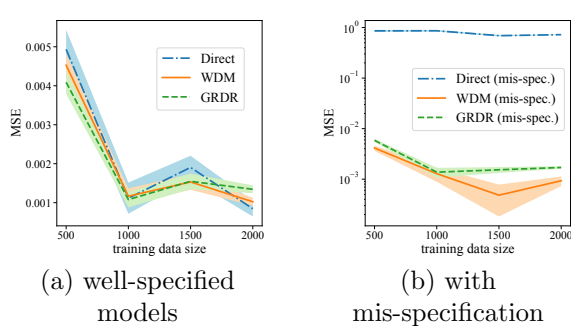 0.005
0.004
0.003
0.002
0.001
MSE
500
1000
1500
2000
training data size
Direct
WDM
GRDR
(a) well-specified
models
10^0
10^{-1}
10^{-2}
10^{-3}
MSE
500
1000
1500
2000
training data size
Direct (mis-spec.)
WDM (mis-spec.)
GRDR (mis-spec.)
(b) with
mis-specification